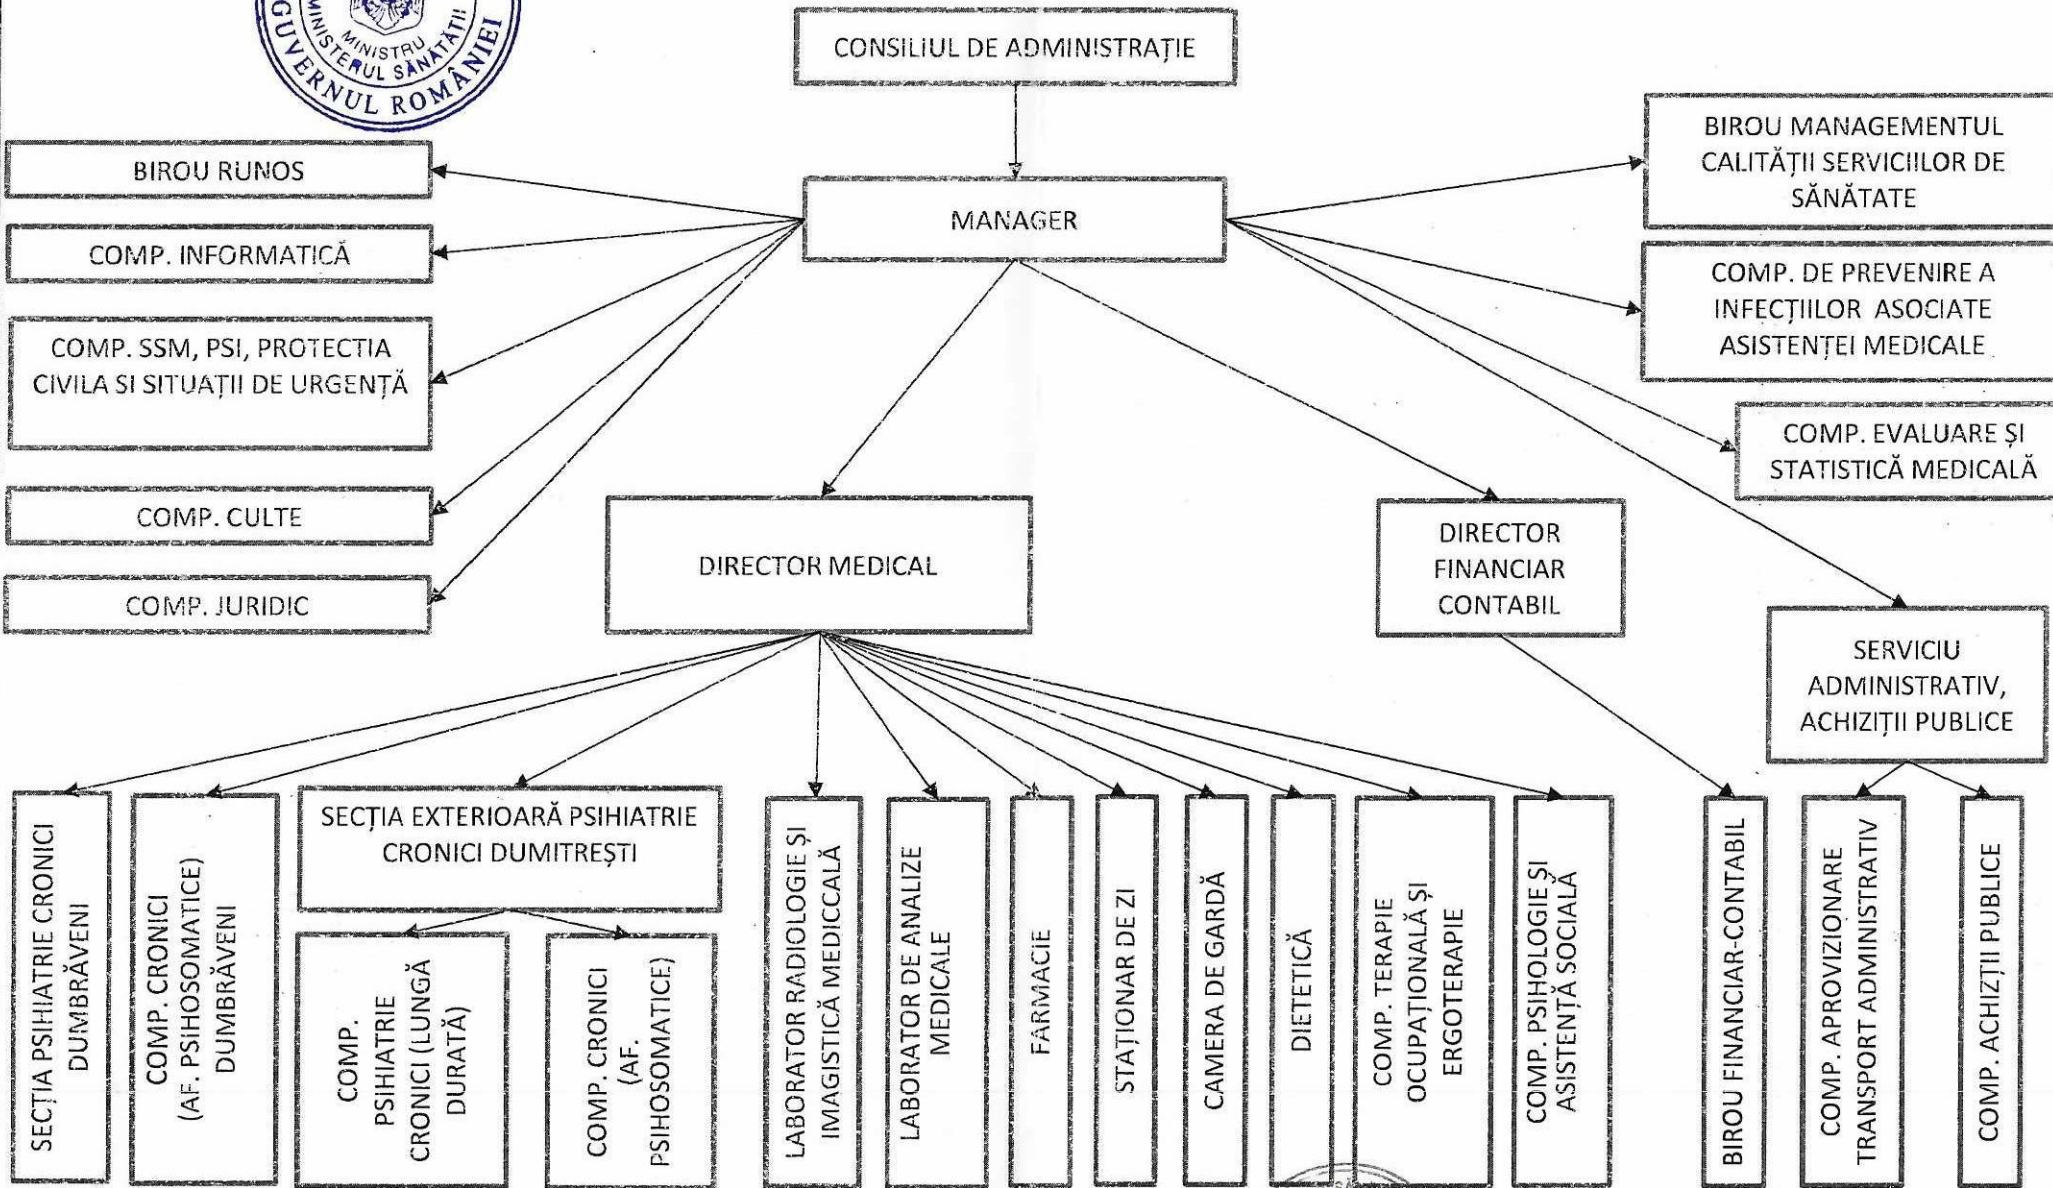 MINISTRU
MINISTERUL SĂNĂTĂȚII
GUVERNUL ROMÂNIEI
CONSILIUL DE ADMINISTRAȚIE
MANAGER
BIROU RUNOS
COMP. INFORMATICĂ
COMP. SSM, PSI, PROTECTIA
CIVILA SI SITUAȚII DE URGENȚĂ
COMP. CULTE
COMP. JURIDIC
BIROU MANAGEMENTUL
CALITĂȚII SERVICIILOR DE
SĂNĂTATE
COMP. DE PREVENIRE A
INFECȚIILOR ASOCIATE
ASISTENȚEI MEDICALE
COMP. EVALUARE ȘI
STATISTICĂ MEDICALĂ
DIRECTOR MEDICAL
DIRECTOR
FINANCIAR
CONTABIL
SERVICIU
ADMINISTRATIV,
ACHIZIȚII PUBLICE
SECȚIA PSIHIATRIE CRONICI
DUMBRĂVENI
COMP. CRONICI
(AF. PSIHOSOMATICE)
DUMBRĂVENI
SECȚIA EXTERIOARĂ PSIHIATRIE
CRONICI DUMITREȘTI
COMP.
PSIHIATRIE
CRONICI (LUNGĂ
DURATĂ)
COMP. CRONICI
(AF.
PSIHOSOMATICE)
LABORATOR RADIOLOGIE ȘI
IMAGISTICĂ MEDICCALĂ
LABORATOR DE ANALIZE
MEDICALE
FARMACIE
STAȚIONAR DE ZI
CAMERA DE GARDĂ
DIETETICĂ
COMP. TERAPIE
OCUPAȚIONALĂ ȘI
ERGOTERAPIE
COMP. PSIHOLOGIE ȘI
ASISTENȚĂ SOCIALĂ
BIROU FINANCIAR-CONTABIL
COMP. APROVIZIONARE
TRANSPORT ADMINISTRATIV
COMP. ACHIZIȚII PUBLICE